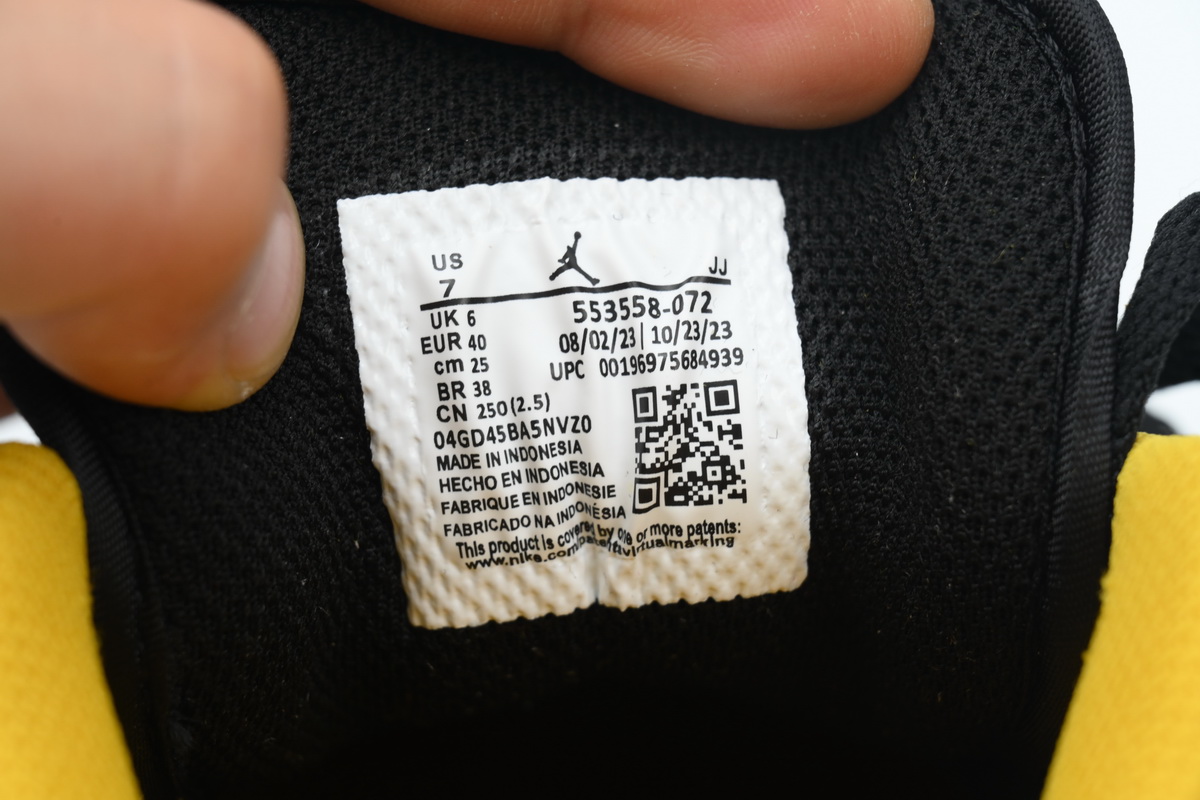 US
7
JJ
UK 6
EUR 40
cm 25
BR 38
CN 250 (2.5)
553558-072
08/02/23 | 10/23/23
UPC 00196975684939
04GD45BA5NVZ0
MADE IN INDONESIA
HECHO EN INDONESIA
FABRIQUE EN INDONESIE
FABRICADO NA INDONÉSIA
This product is covered by one or more patents:
www.nike.com/patentvirtualmarking